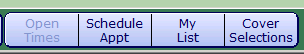 Open Times
Schedule Appt
My List
Cover Selections